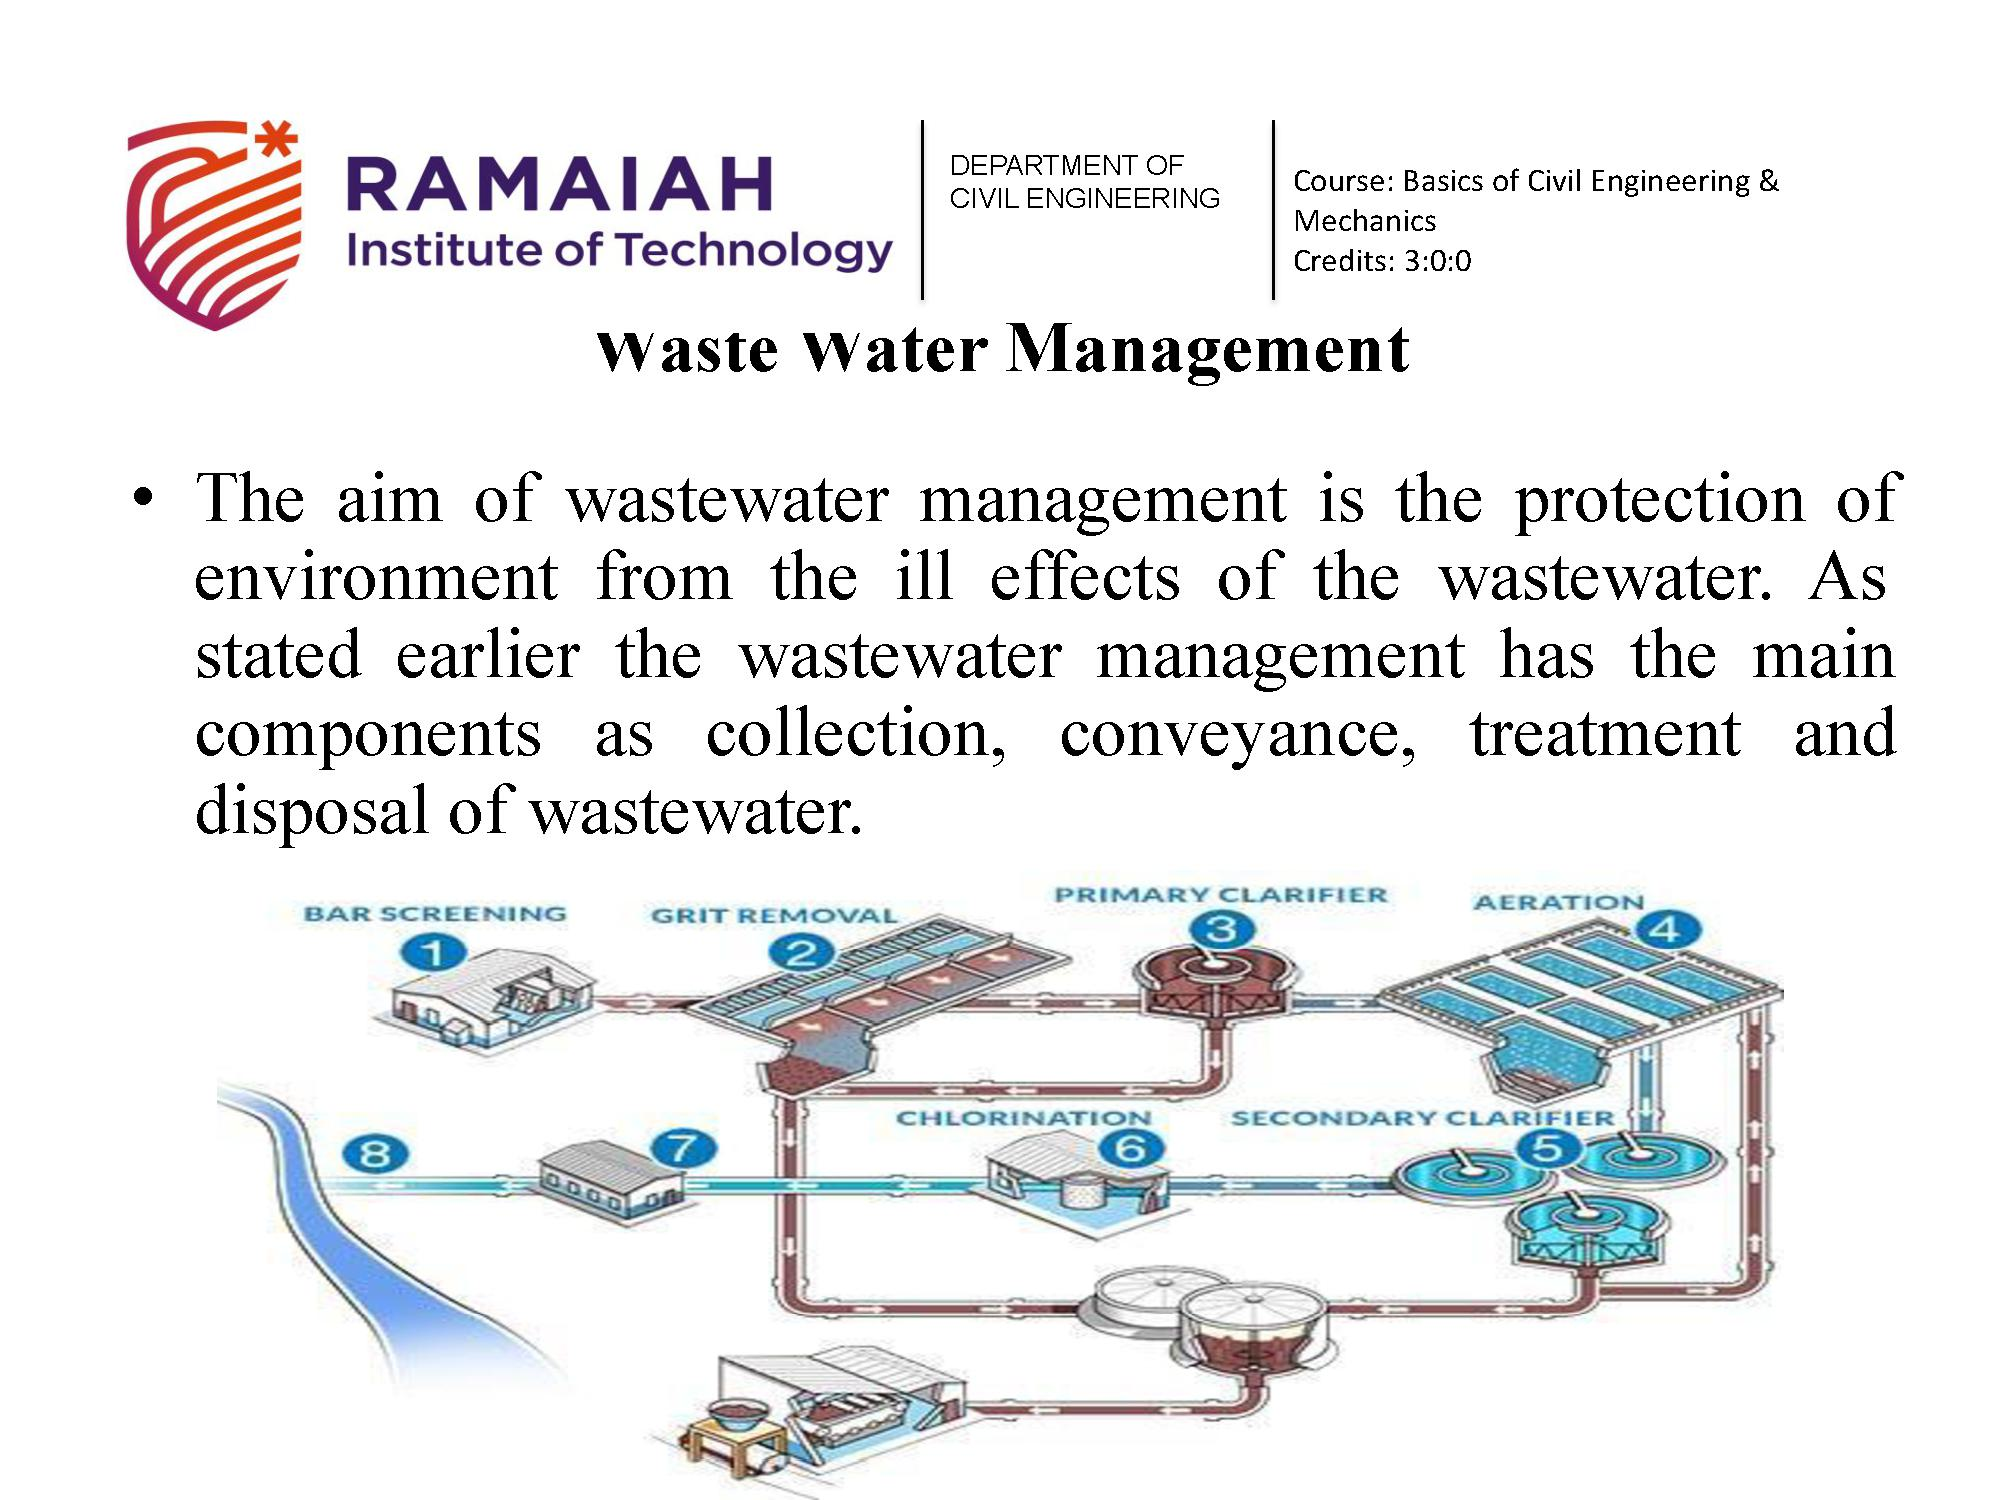 RAMAIAH
Institute of Technology
DEPARTMENT OF
CIVIL ENGINEERING
Course: Basics of Civil Engineering &
Mechanics
Credits: 3:0:0
Waste Water Management
• The aim of wastewater management is the protection of
environment from the ill effects of the wastewater. As
stated earlier the wastewater management has the main
components as collection, conveyance, treatment and
disposal of wastewater.
BAR SCREENING
1
GRIT REMOVAL
2
PRIMARY CLARIFIER
3
AERATION
4
CHLORINATION
6
SECONDARY CLARIFIER
5
7
8